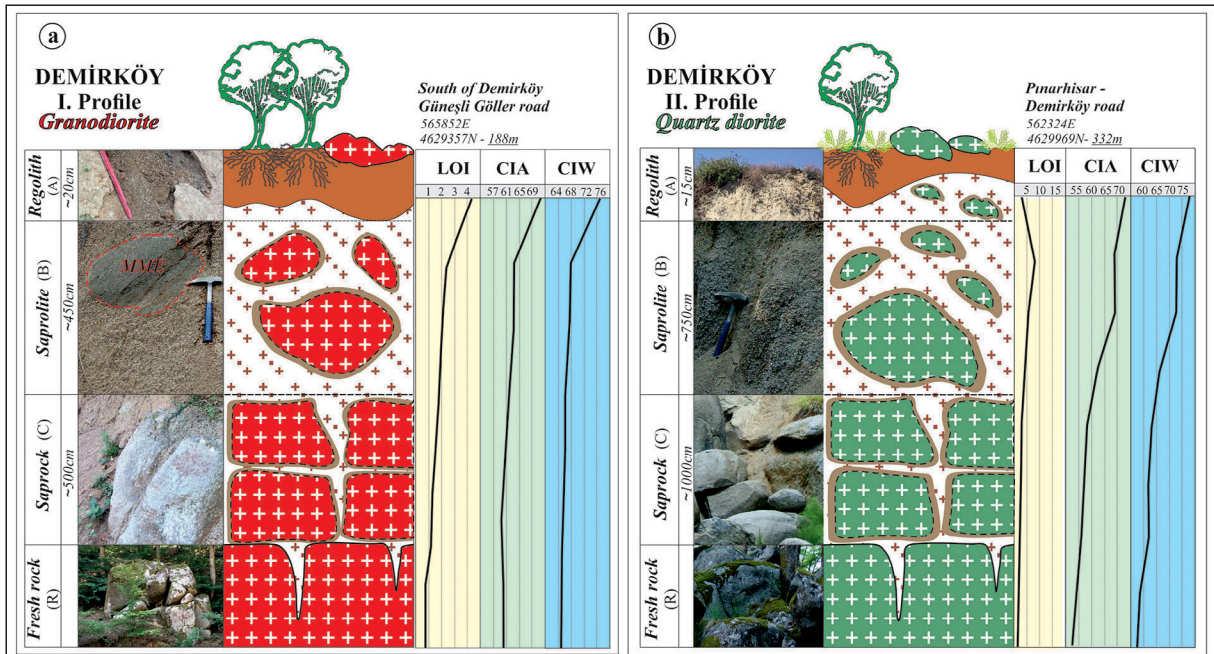 a
DEMİRKÖY
I. Profile
Granodiorite
South of Demirköy
Güneşli Göller road
565852E
4629357N - 188m
LOI CIA CIW
1 2 3 4 57 61 65 69 64 68 72 76
Regolith (A) ~20cm
MME
Saprolite (B) ~450cm
Saprock (C) ~500cm
Fresh rock (R)
b
DEMİRKÖY
II. Profile
Quartz diorite
Pınarhisar -
Demirköy road
562324E
4629969N- 332m
LOI CIA CIW
5 10 15 55 60 65 70 60 65 70 75
Regolith (A) ~15cm
Saprolite (B) ~750cm
Saprock (C) ~1000cm
Fresh rock (R)